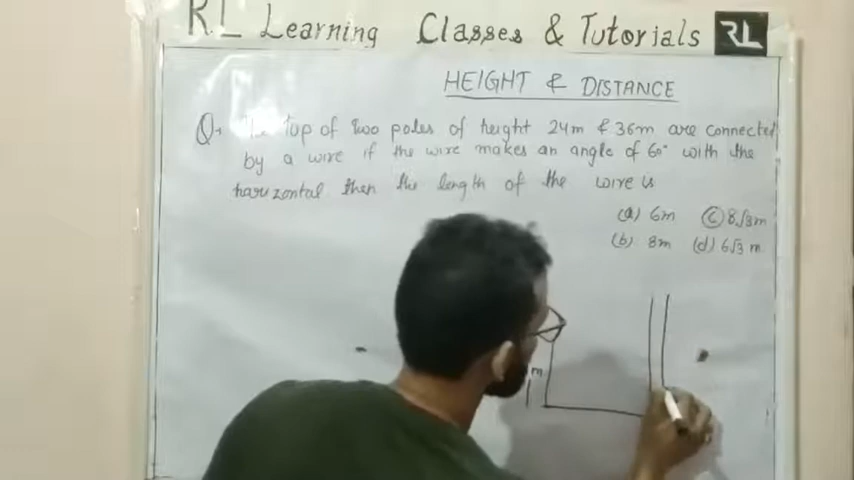 RL Learning Classes & Tutorials RL
HEIGHT & DISTANCE
Q. The top of two poles of height 24m & 36m are connected
by a wire if the wire makes an angle of 60° with the
horizontal then the length of the wire is
(a) 6m (c) 8√3m
(b) 8m (d) 6√3 m
m